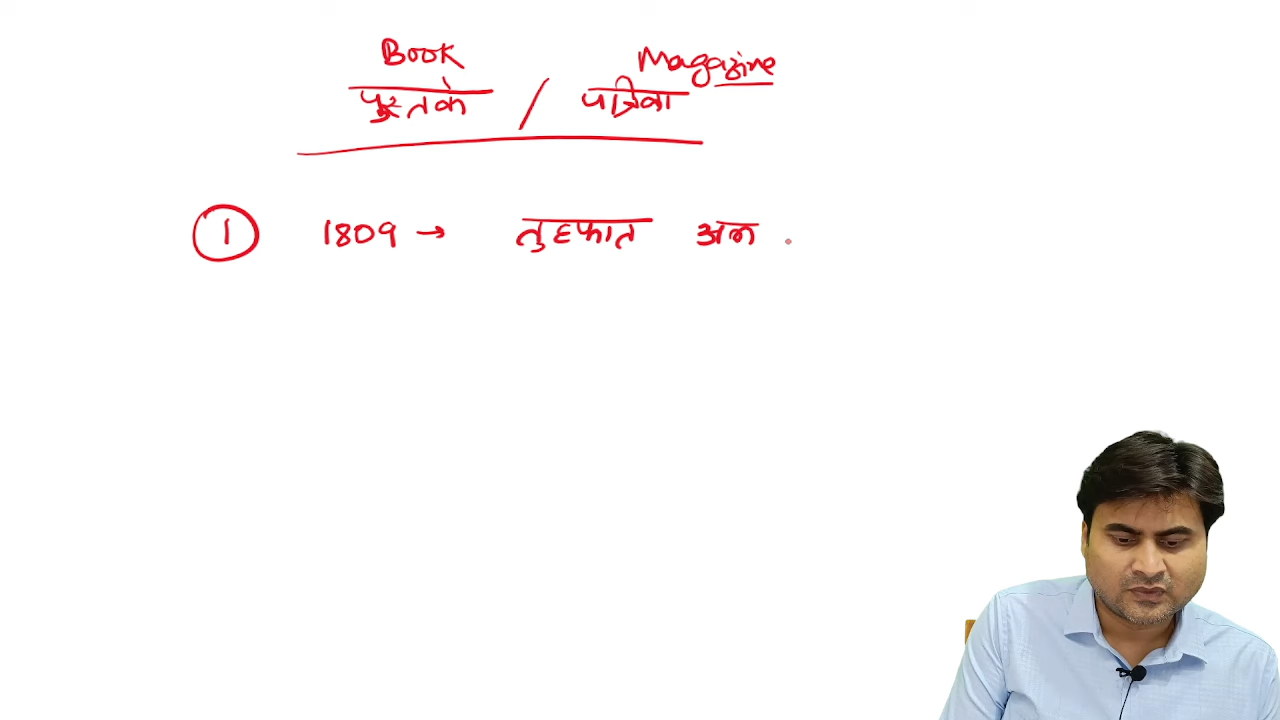 Book Magazine
पुस्तके / पत्रिका
① 1809 → तुहफात अल